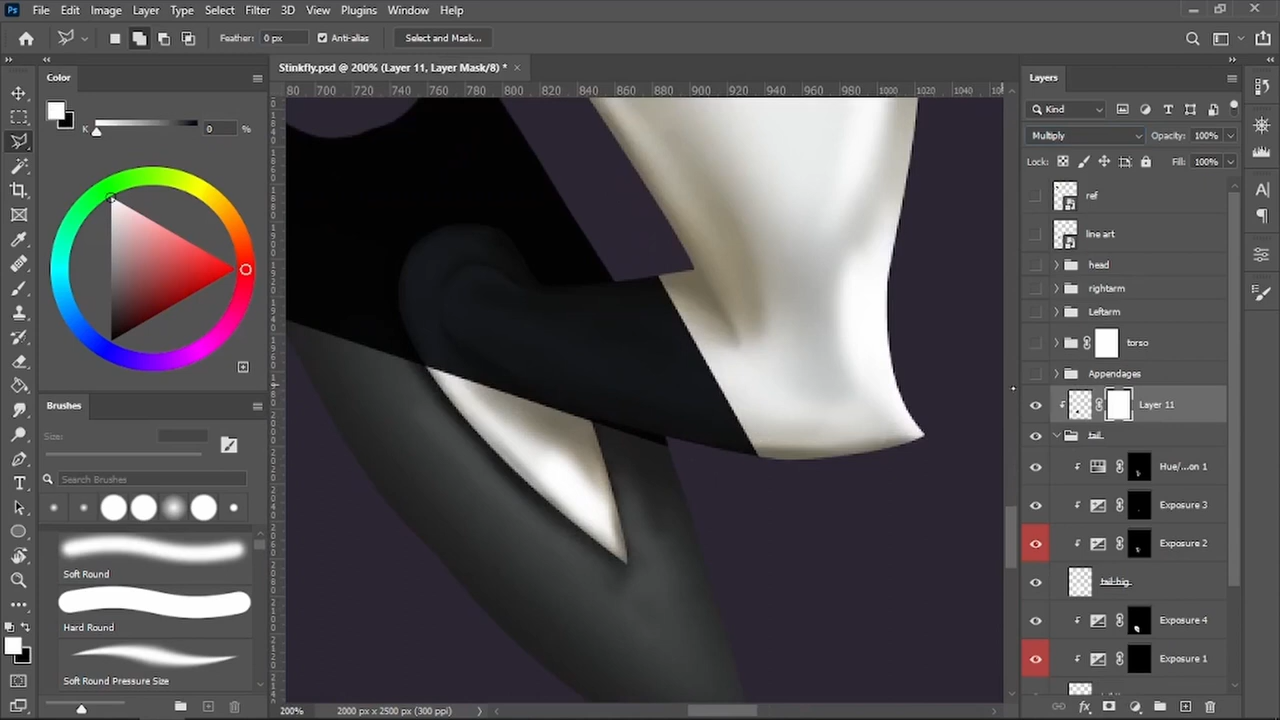 Ps File Edit Image Layer Type Select Filter 3D View Plugins Window Help
Feather: 0 px Anti-alias Select and Mask...
Color
K 0 %
Brushes
Size:
Search Brushes
Soft Round
Hard Round
Soft Round Pressure Size
Stinkfly.psd @ 200% (Layer 11, Layer Mask/8) *
80 700 720 740 760 780 800 820 840 860 880 900 920 940 960 980 1000 1020 1040 1060
200% 2000 px x 2500 px (300 ppi)
Layers
Kind
Multiply Opacity: 100%
Lock: Fill: 100%
ref
line art
head
rightarm
Leftarm
torso
Appendages
Layer 11
tail
Hue/...on 1
Exposure 3
Exposure 2
Exposure 4
Exposure 1